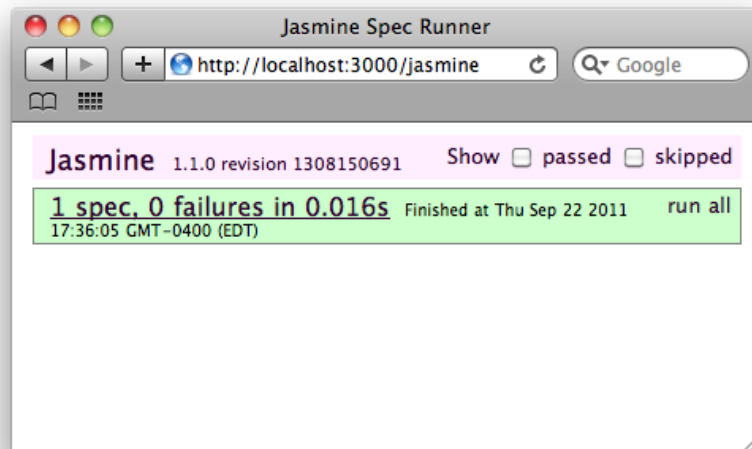 Jasmine Spec Runner
http://localhost:3000/jasmine
Google
Jasmine 1.1.0 revision 1308150691 Show passed skipped
1 spec, 0 failures in 0.016s Finished at Thu Sep 22 2011 run all
17:36:05 GMT-0400 (EDT)